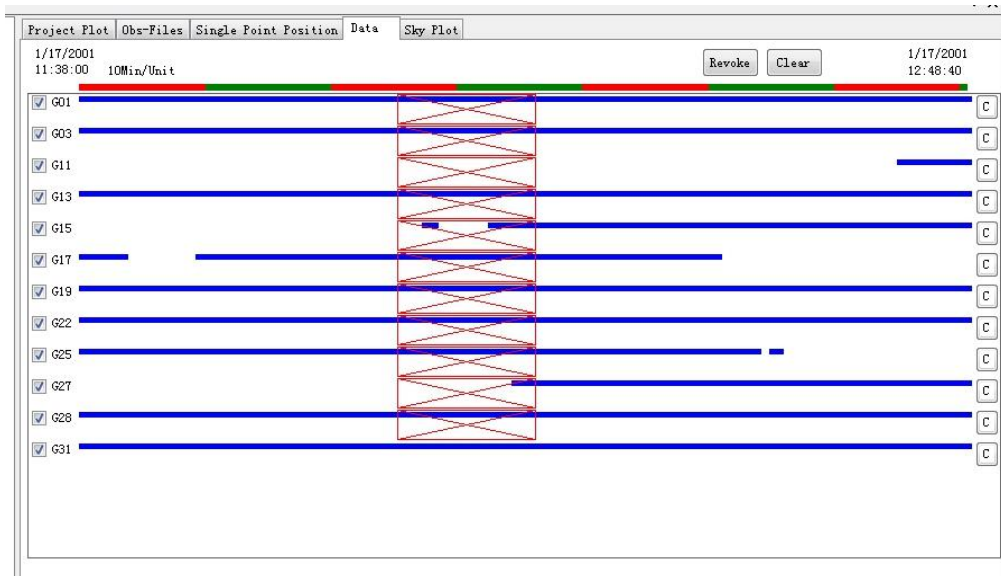 Project Plot Obs-Files Single Point Position Data Sky Plot
1/17/2001 Revoke Clear 1/17/2001
11:38:00 10Min/Unit 12:48:40
G01 C
G03 C
G11 C
G13 C
G15 C
G17 C
G19 C
G22 C
G25 C
G27 C
G28 C
G31 C